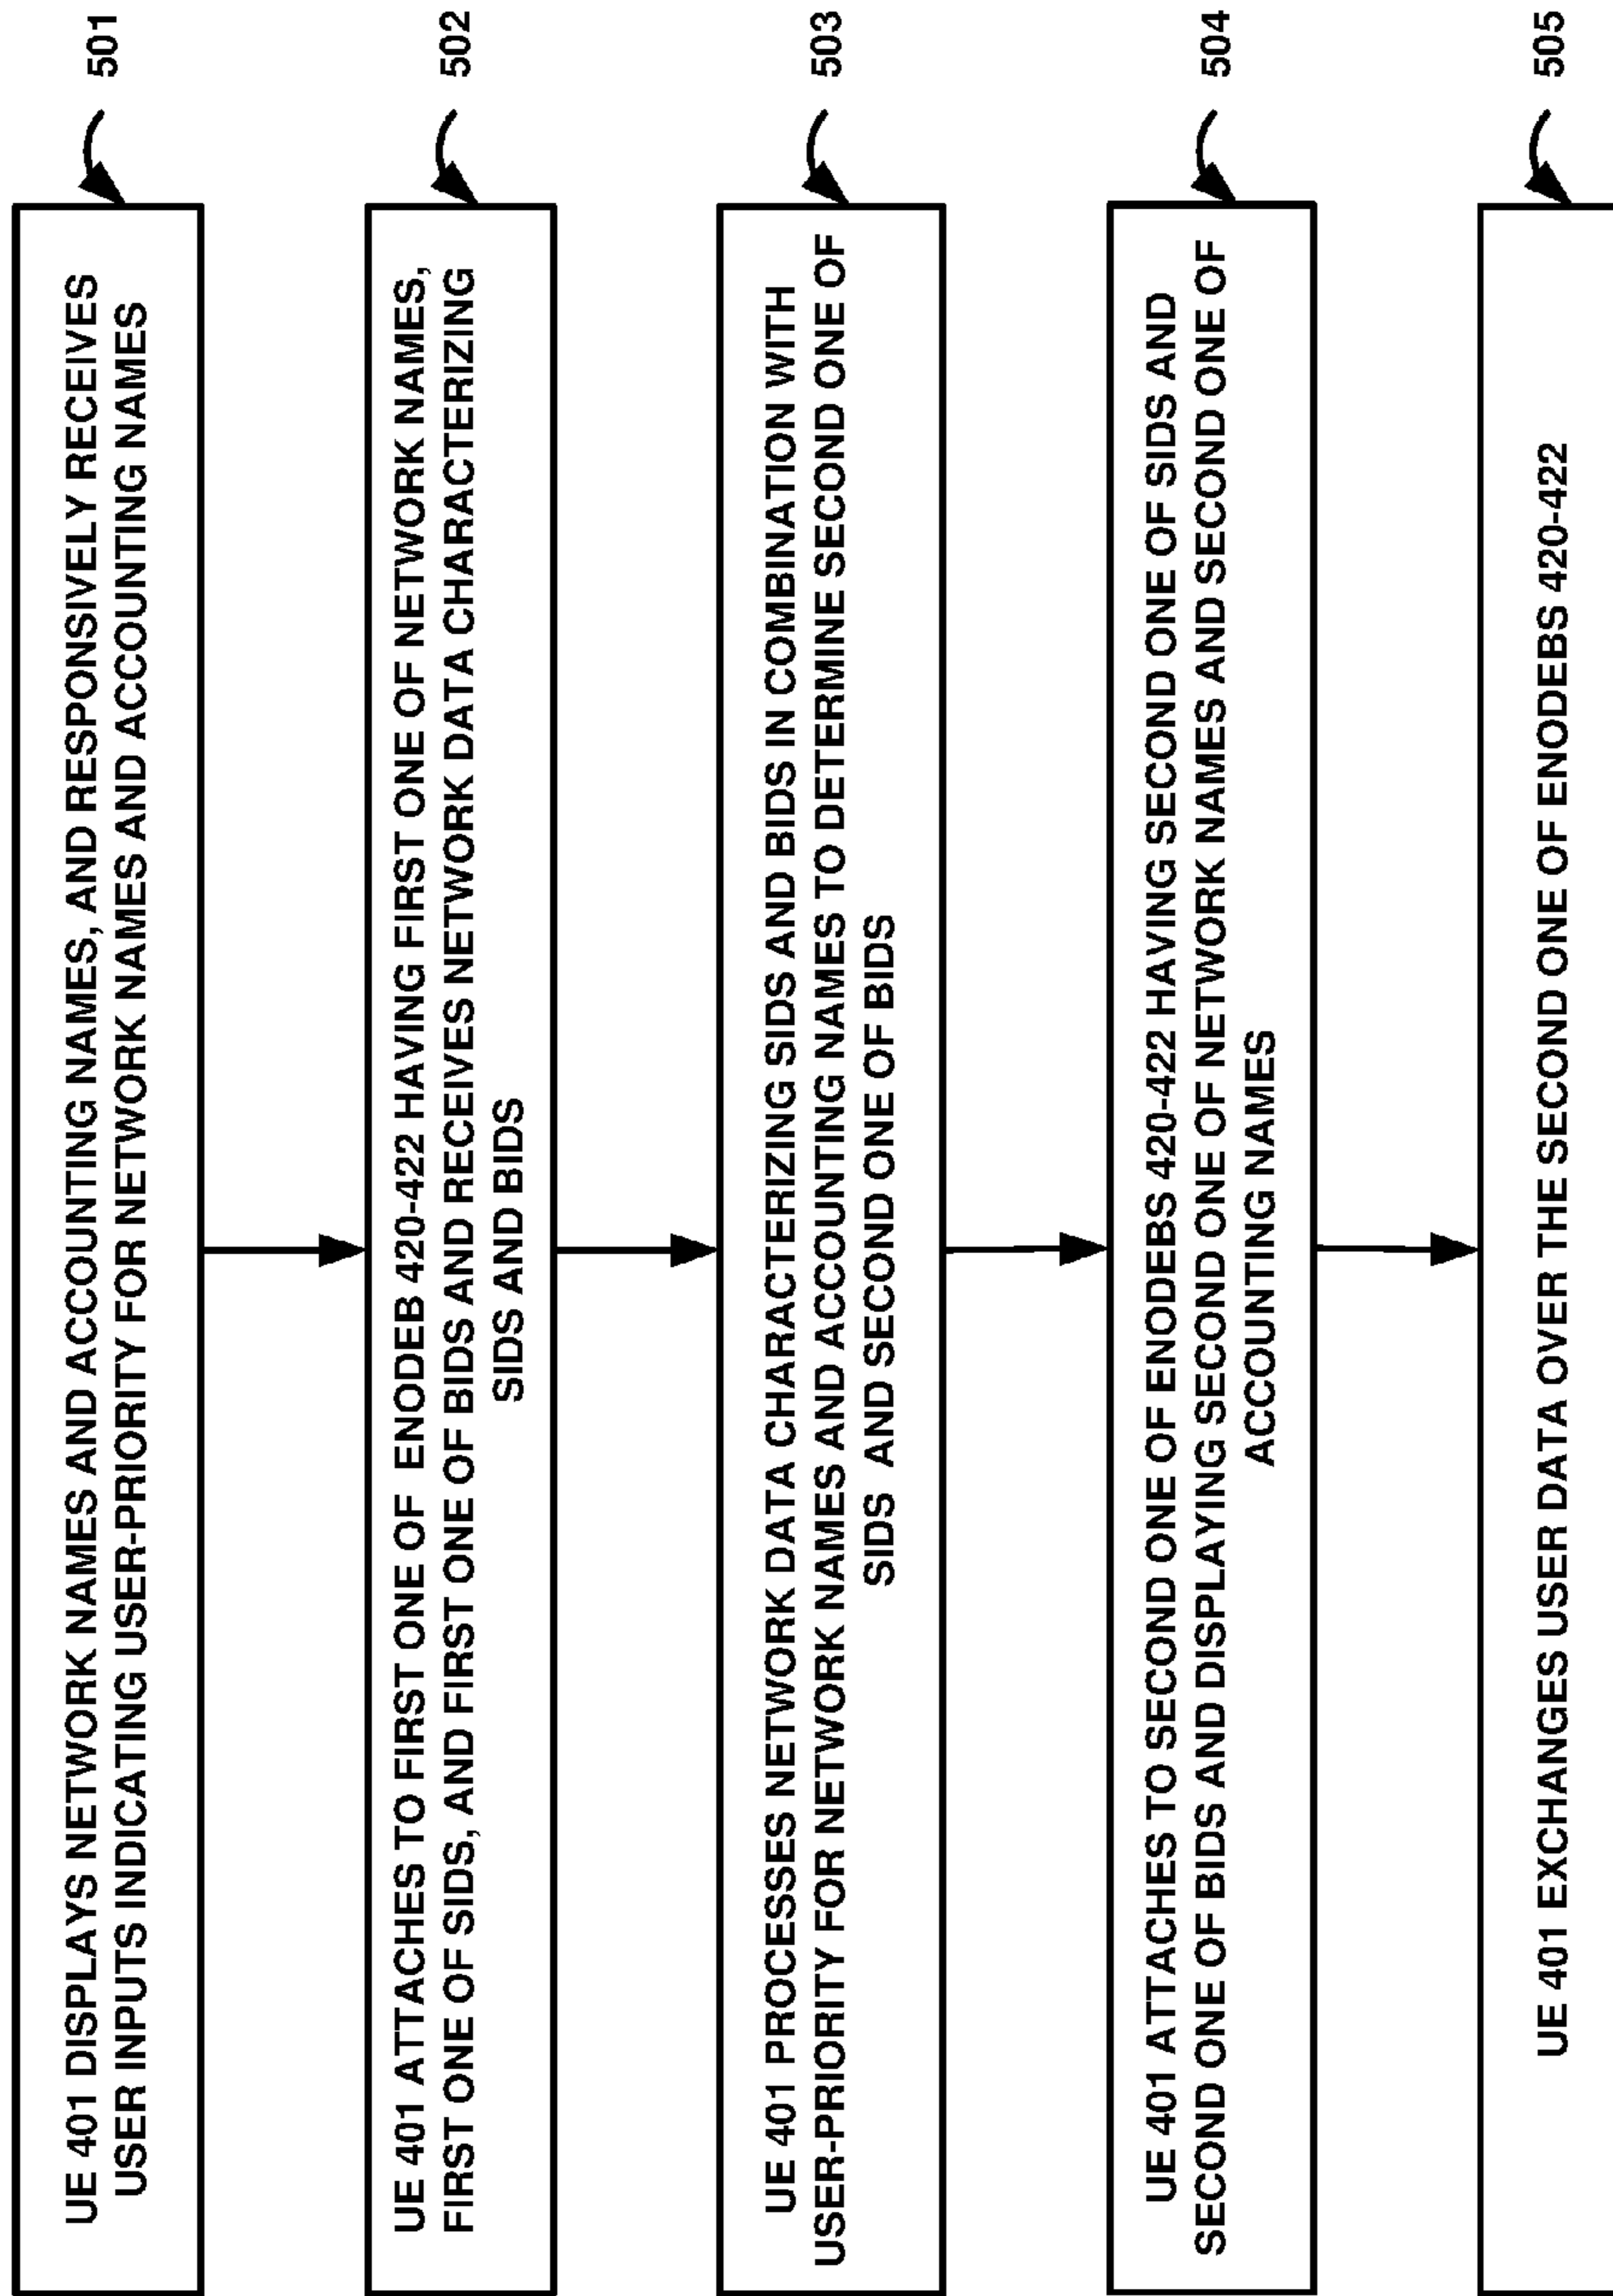 UE 401 DISPLAYS NETWORK NAMES AND ACCOUNTING NAMES, AND RESPONSIVELY RECEIVES
USER INPUTS INDICATING USER-PRIORITY FOR NETWORK NAMES AND ACCOUNTING NAMES
501
UE 401 ATTACHES TO FIRST ONE OF ENODEB 420-422 HAVING FIRST ONE OF NETWORK NAMES,
FIRST ONE OF SIDS, AND FIRST ONE OF BIDS AND RECEIVES NETWORK DATA CHARACTERIZING
SIDS AND BIDS
502
UE 401 PROCESSES NETWORK DATA CHARACTERIZING SIDS AND BIDS IN COMBINATION WITH
USER-PRIORITY FOR NETWORK NAMES AND ACCOUNTING NAMES TO DETERMINE SECOND ONE OF
SIDS AND SECOND ONE OF BIDS
503
UE 401 ATTACHES TO SECOND ONE OF ENODEBS 420-422 HAVING SECOND ONE OF SIDS AND
SECOND ONE OF BIDS AND DISPLAYING SECOND ONE OF NETWORK NAMES AND SECOND ONE OF
ACCOUNTING NAMES
504
UE 401 EXCHANGES USER DATA OVER THE SECOND ONE OF ENODEBS 420-422
505